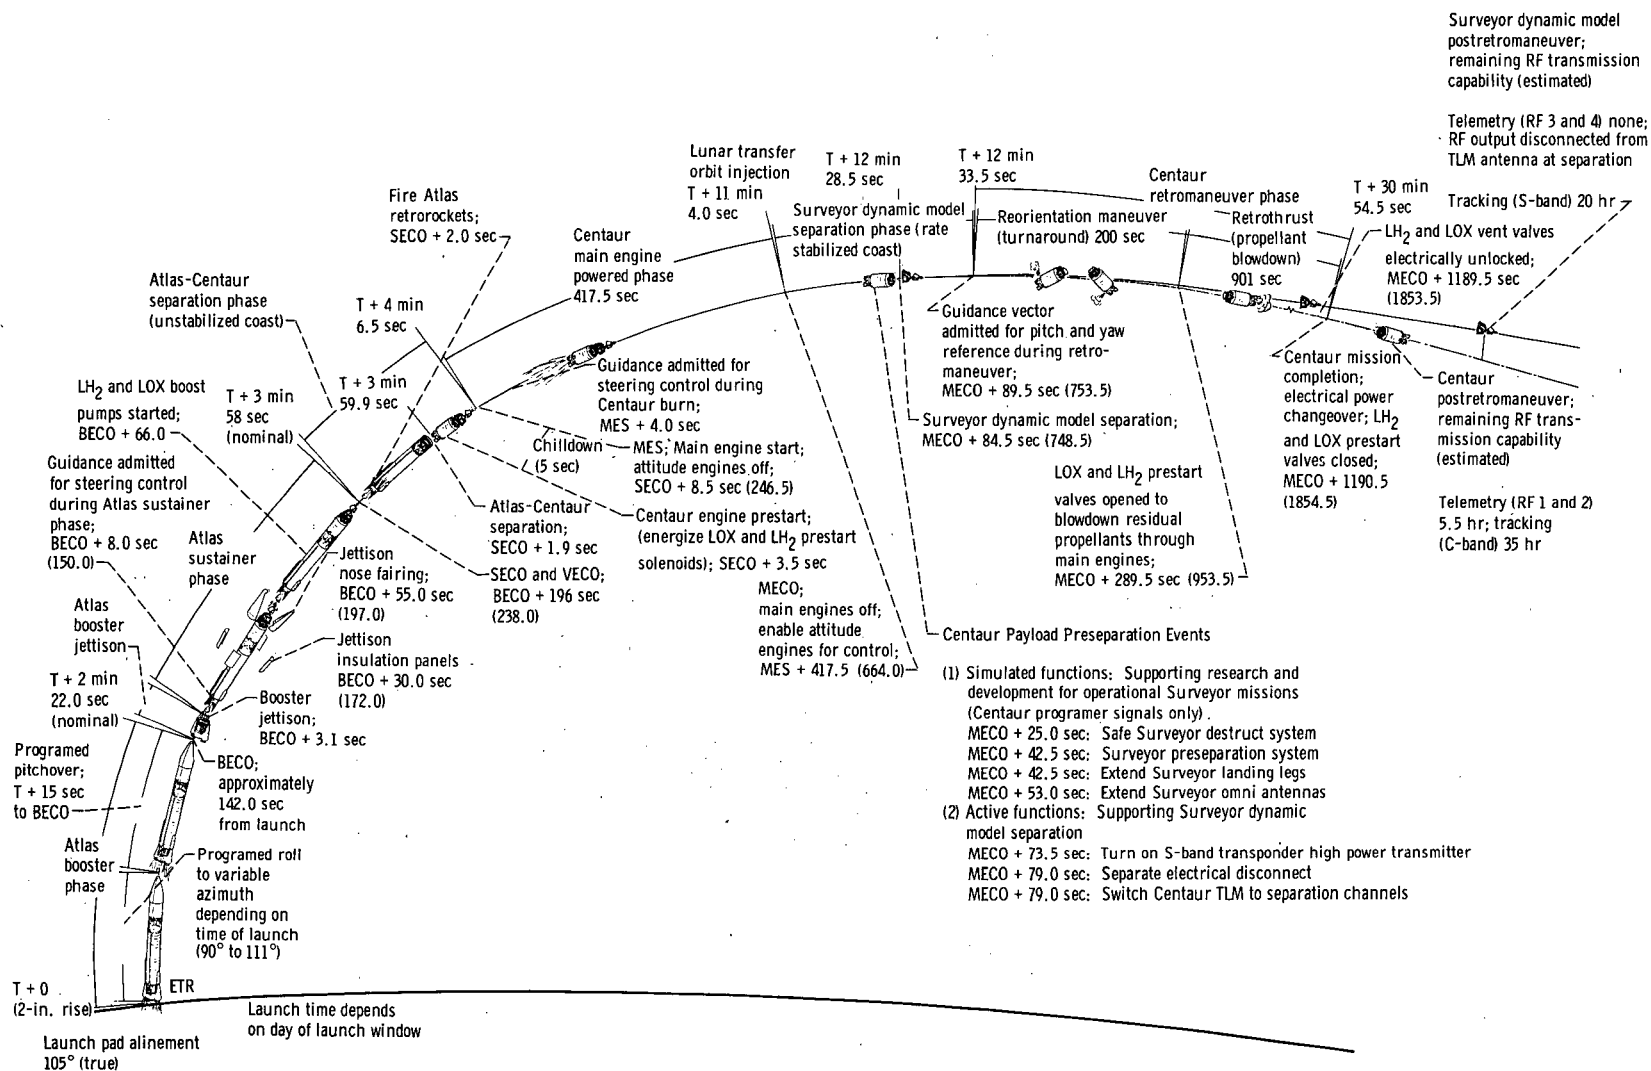 Surveyor dynamic model
postretromaneuver;
remaining RF transmission
capability (estimated)
Telemetry (RF 3 and 4) none;
RF output disconnected from
TLM antenna at separation
Tracking (S-band) 20 hr
Lunar transfer
orbit injection
T + 11 min
4.0 sec
T + 12 min
28.5 sec
T + 12 min
33.5 sec
Centaur
retromaneuver phase
T + 30 min
54.5 sec
Surveyor dynamic model
separation phase (rate
stabilized coast)
Reorientation maneuver
(turnaround) 200 sec
Retrothrust
(propellant
blowdown)
901 sec
LH2 and LOX vent valves
electrically unlocked;
MECO + 1189.5 sec
(1853.5)
Fire Atlas
retrorockets;
SECO + 2.0 sec
Centaur
main engine
powered phase
417.5 sec
Atlas-Centaur
separation phase
(unstabilized coast)
T + 4 min
6.5 sec
Guidance vector
admitted for pitch and yaw
reference during retro-
maneuver;
MECO + 89.5 sec (753.5)
Surveyor dynamic model separation;
MECO + 84.5 sec (748.5)
Centaur mission
completion;
electrical power
changeover; LH2
and LOX prestart
valves closed;
MECO + 1190.5
(1854.5)
Centaur
postretromaneuver;
remaining RF trans-
mission capability
(estimated)
Telemetry (RF 1 and 2)
5.5 hr; tracking
(C-band) 35 hr
Guidance admitted for
steering control during
Centaur burn;
MES + 4.0 sec
LH2 and LOX boost
pumps started;
BECO + 66.0
T + 3 min
58 sec
(nominal)
T + 3 min
59.9 sec
Chilldown
(5 sec)
MES; Main engine start;
attitude engines off;
SECO + 8.5 sec (246.5)
Guidance admitted
for steering control
during Atlas sustainer
phase;
BECO + 8.0 sec
(150.0)
Atlas-Centaur
separation;
SECO + 1.9 sec
Centaur engine prestart;
(energize LOX and LH2 prestart
solenoids); SECO + 3.5 sec
LOX and LH2 prestart
valves opened to
blowdown residual
propellants through
main engines;
MECO + 289.5 sec (953.5)
Atlas
sustainer
phase
Jettison
nose fairing;
BECO + 55.0 sec
(197.0)
SECO and VECO;
BECO + 196 sec
(238.0)
MECO;
main engines off;
enable attitude
engines for control;
MES + 417.5 (664.0)
Atlas
booster
jettison
Jettison
insulation panels
BECO + 30.0 sec
(172.0)
T + 2 min
22.0 sec
(nominal)
Booster
jettison;
BECO + 3.1 sec
Programed
pitchover;
T + 15 sec
to BECO
BECO;
approximately
142.0 sec
from launch
Atlas
booster
phase
Programed roll
to variable
azimuth
depending on
time of launch
(90° to 111°)
Centaur Payload Preseparation Events
(1) Simulated functions: Supporting research and
development for operational Surveyor missions
(Centaur programer signals only).
MECO + 25.0 sec: Safe Surveyor destruct system
MECO + 42.5 sec: Surveyor preseparation system
MECO + 42.5 sec: Extend Surveyor landing legs
MECO + 53.0 sec: Extend Surveyor omni antennas
(2) Active functions: Supporting Surveyor dynamic
model separation
MECO + 73.5 sec: Turn on S-band transponder high power transmitter
MECO + 79.0 sec: Separate electrical disconnect
MECO + 79.0 sec: Switch Centaur TLM to separation channels
T + 0
(2-in. rise)
ETR
Launch time depends
on day of launch window
Launch pad alinement
105° (true)